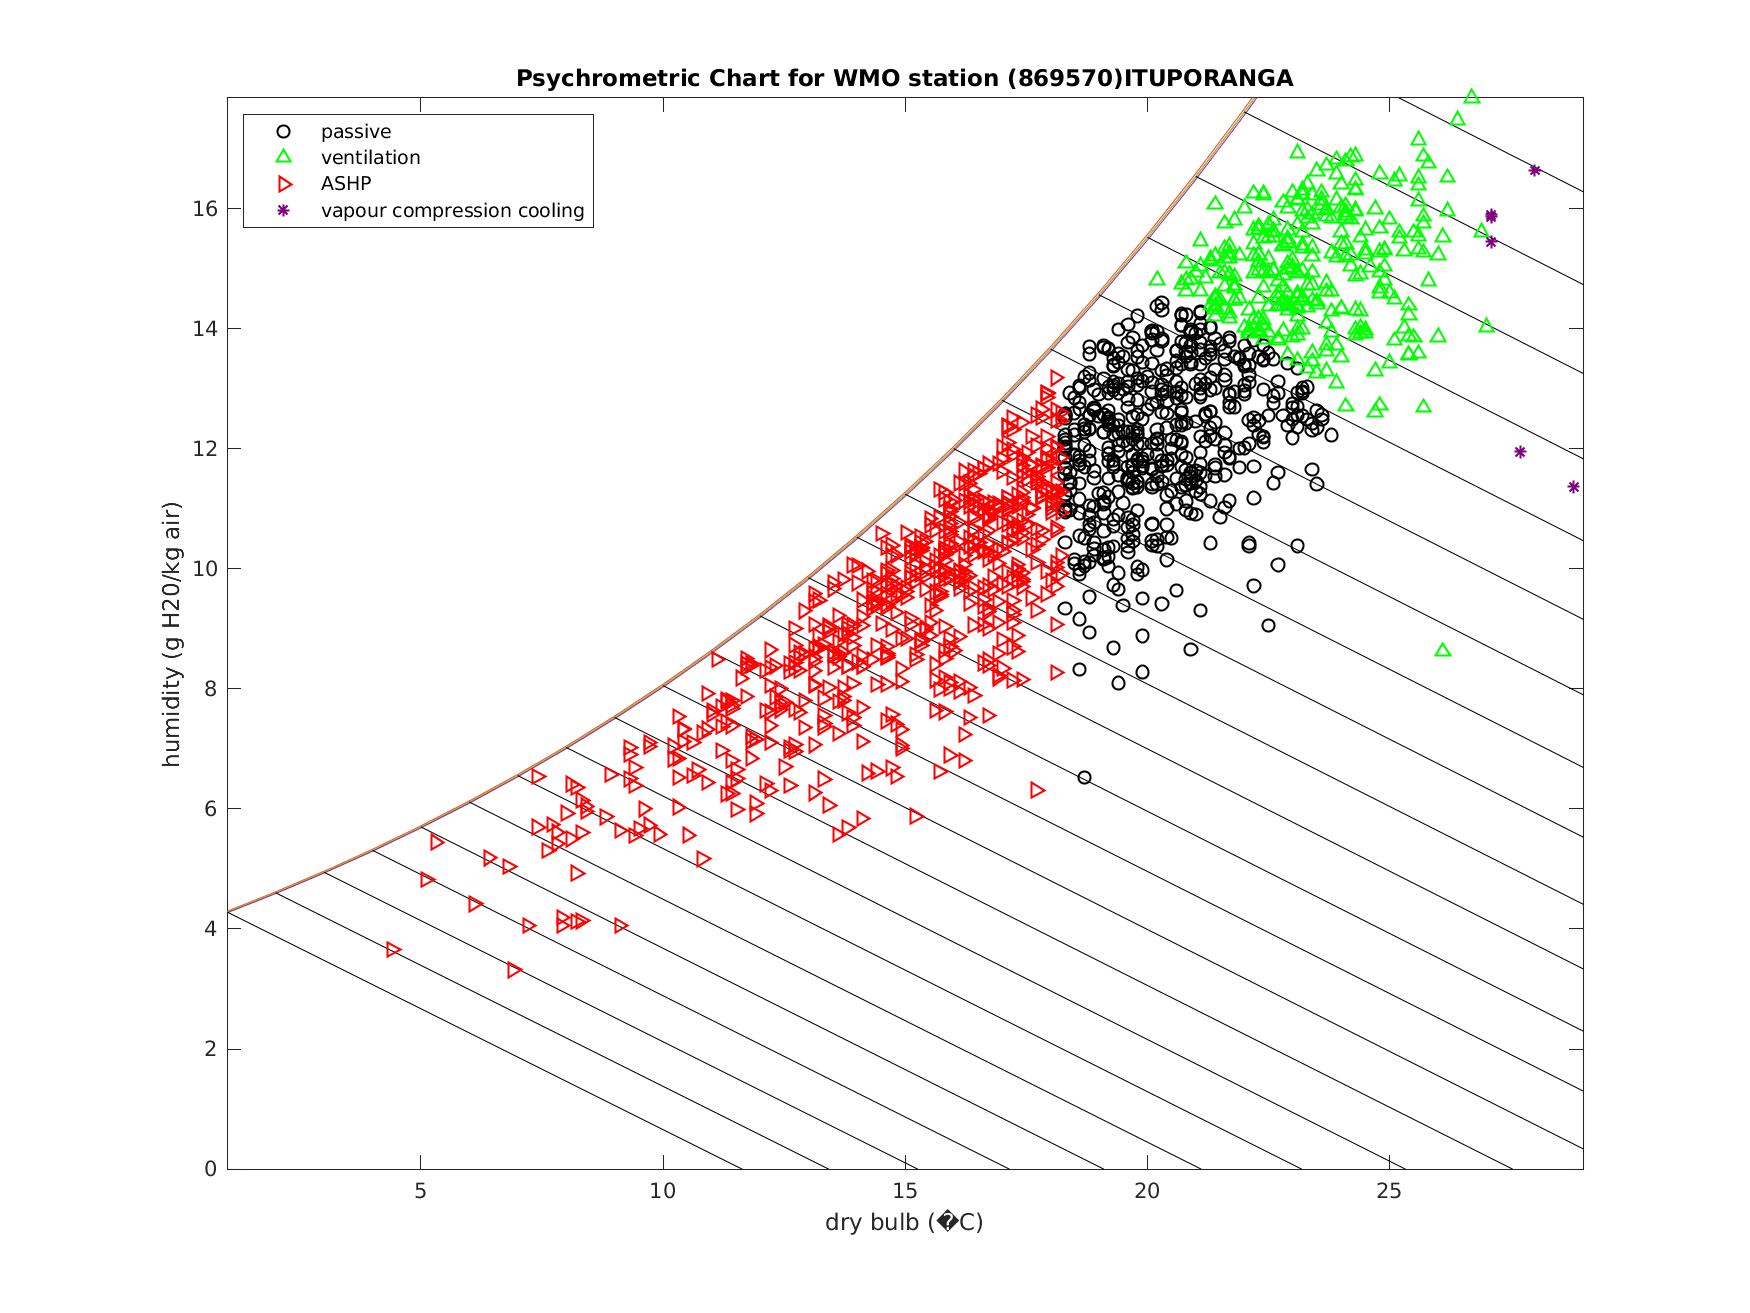 Psychrometric Chart for WMO station (869570)ITUPORANGA
passive
ventilation
ASHP
vapour compression cooling
humidity (g H20/kg air)
16
14
12
10
8
6
4
2
0
5 10 15 20 25
dry bulb (�C)